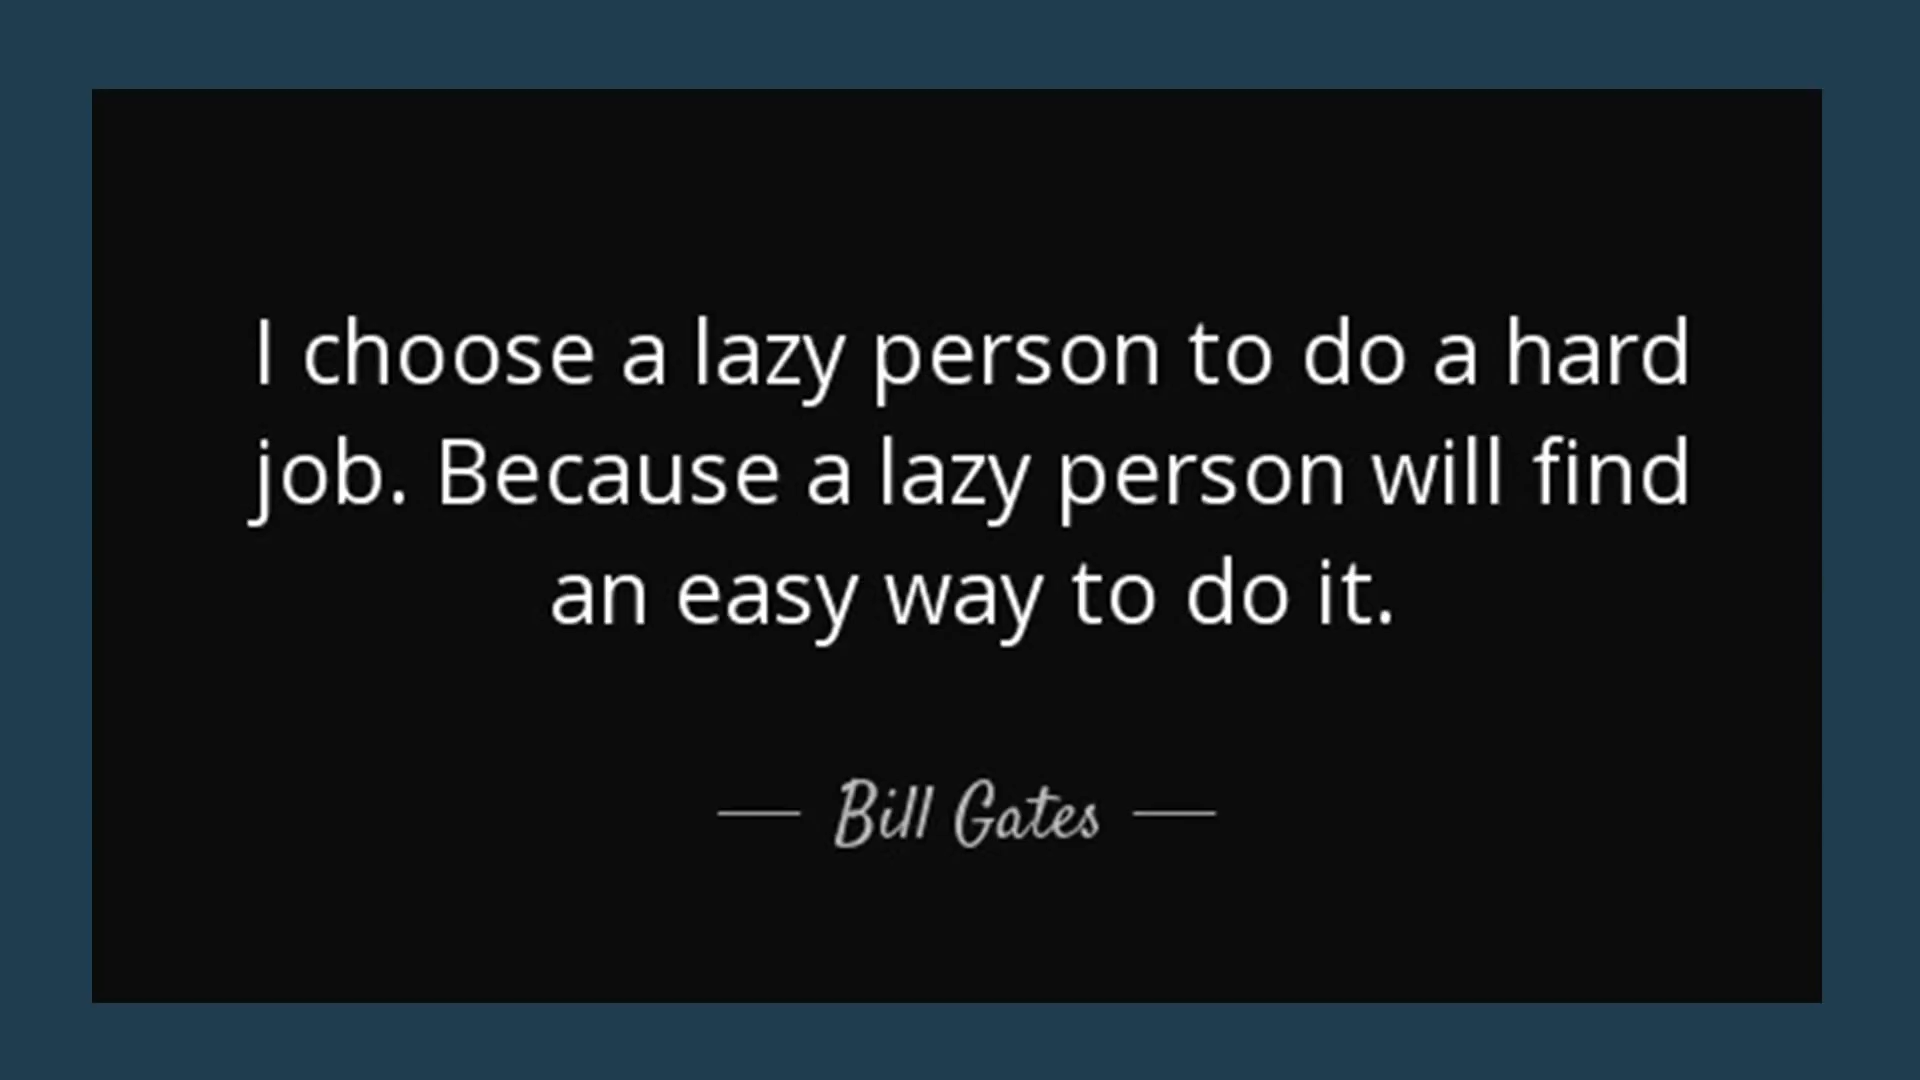 I choose a lazy person to do a hard
job. Because a lazy person will find
an easy way to do it.
— Bill Gates —